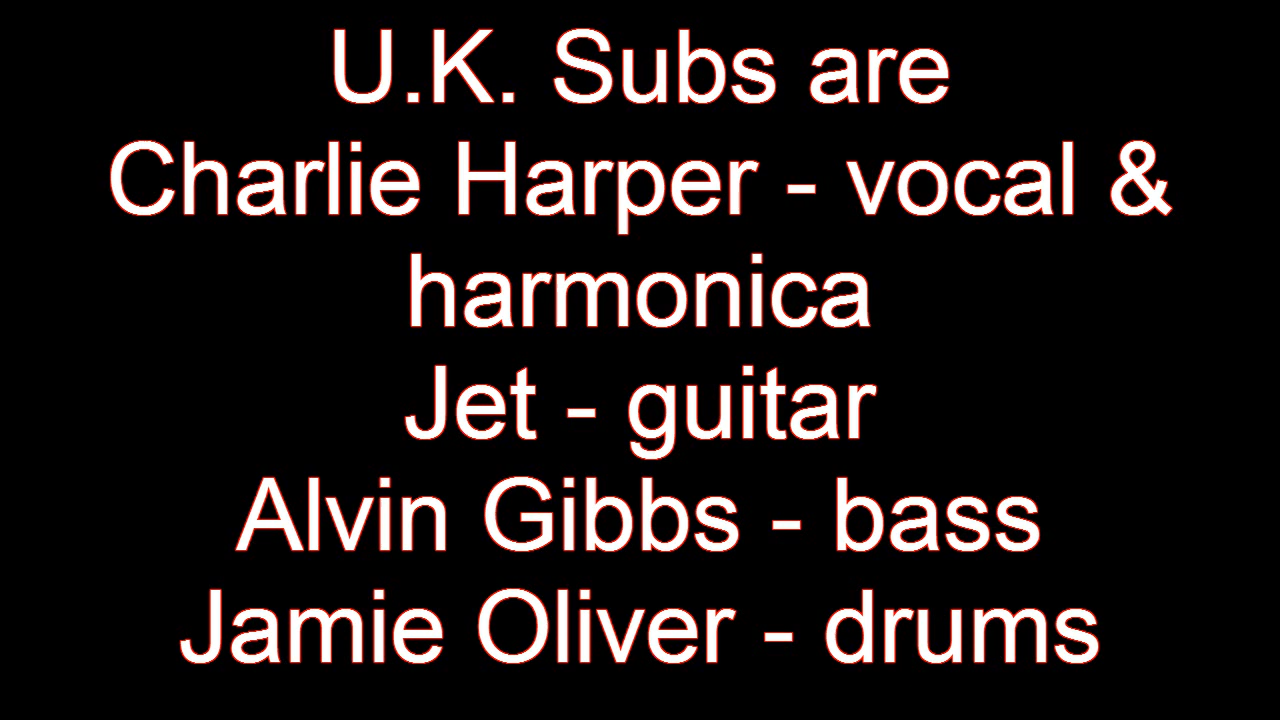 U.K. Subs are
Charlie Harper - vocal &
harmonica
Jet - guitar
Alvin Gibbs - bass
Jamie Oliver - drums